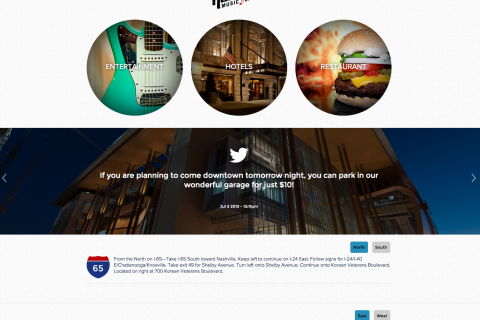 MUSIC
ENTERTAINMENT
HOTELS
RESTAURANT
If you are planning to come downtown tomorrow night, you can park in our
wonderful garage for just $10!
Jul 3 2013 - 12:11pm
North
South
65
From the North on I-65—Take I-65 South toward Nashville. Keep left to continue on I-24 East. Follow signs for I-24/I-40
E/Chattanooga/Knoxville. Take exit 49 for Shelby Avenue. Turn left onto Shelby Avenue. Continue onto Korean Veterans Boulevard.
Located on right at 700 Korean Veterans Boulevard.
East
West